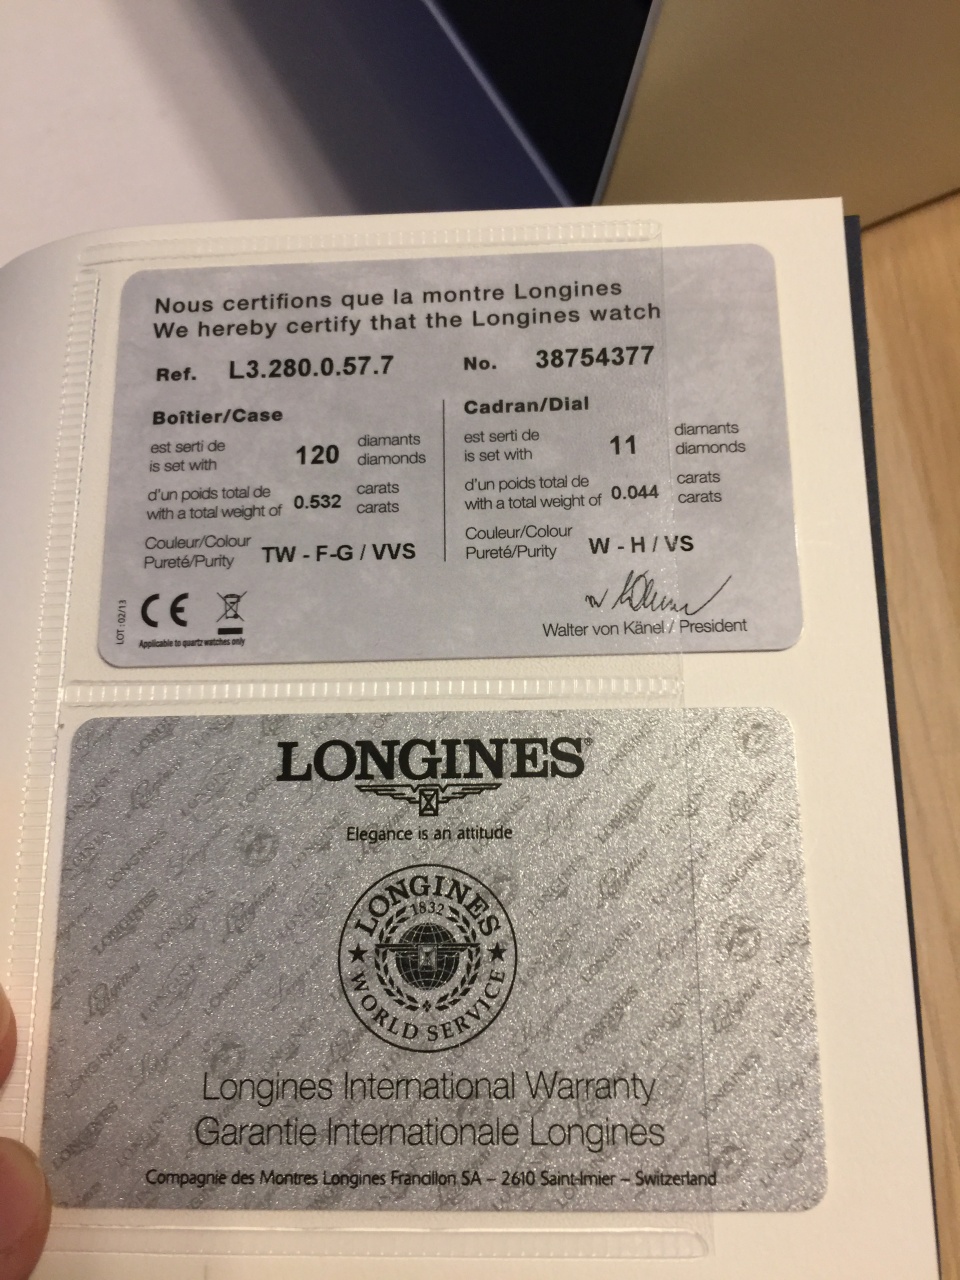 Nous certifions que la montre Longines
We hereby certify that the Longines watch
Ref. L3.280.0.57.7 No. 38754377
Boîtier/Case
est serti de
is set with
120
diamants
diamonds
d'un poids total de
with a total weight of
0.532
carats
carats
Couleur/Colour
Pureté/Purity
TW - F-G / VVS
Cadran/Dial
est serti de
is set with
11
diamants
diamonds
d'un poids total de
with a total weight of
0.044
carats
carats
Couleur/Colour
Pureté/Purity
W - H / VS
LOT : 02/13
CE
Applicable to quartz watches only
Walter von Känel / President
LONGINES®
Elegance is an attitude
LONGINES
1832
WORLD SERVICE
Longines International Warranty
Garantie Internationale Longines
Compagnie des Montres Longines Francillon SA – 2610 Saint-Imier – Switzerland